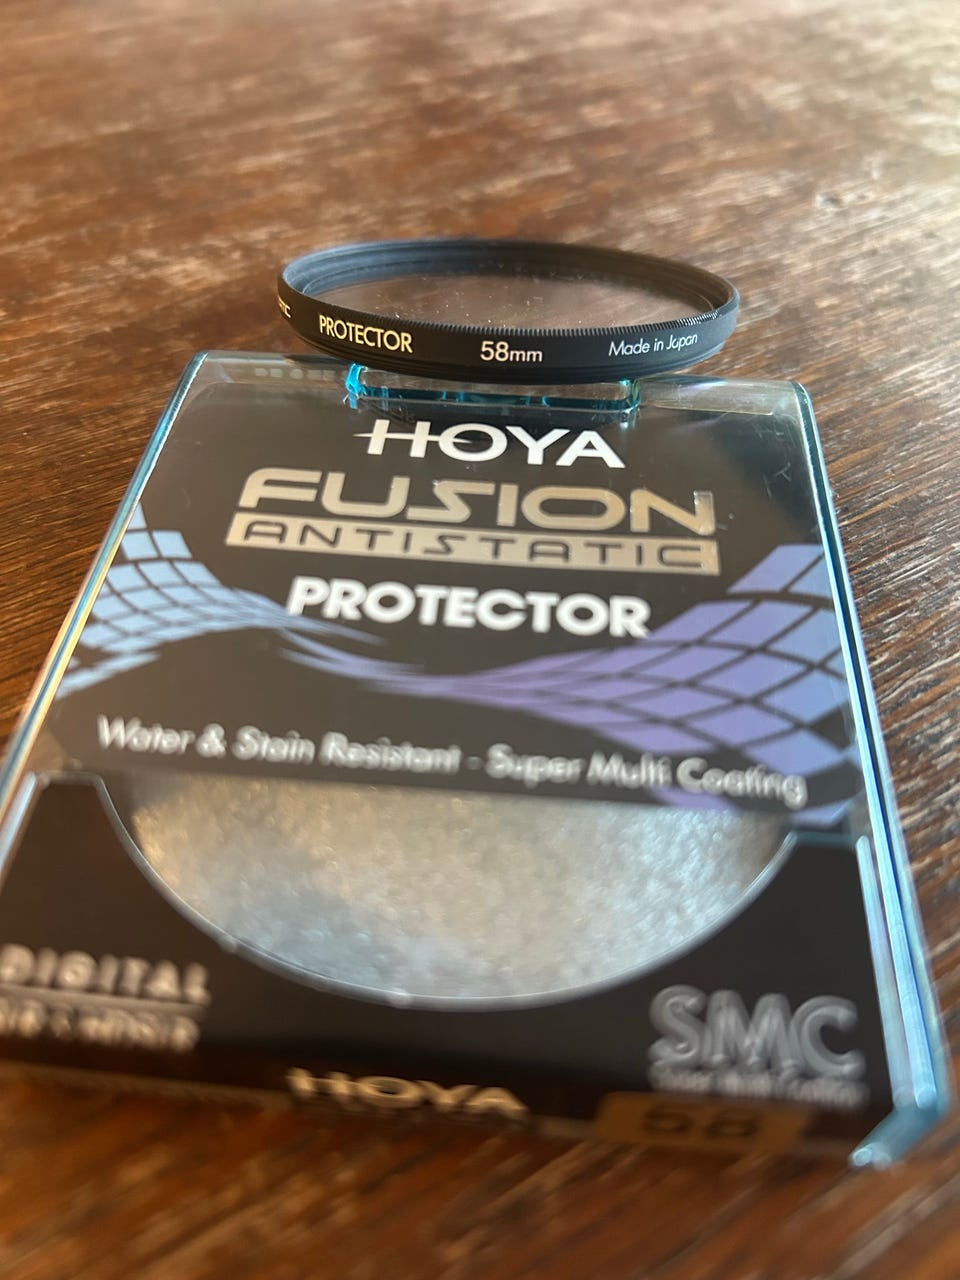 PROTECTOR 58mm Made in Japan
HOYA
FUSION
ANTISTATIC
PROTECTOR
Water & Stain Resistant - Super Multi Coating
DIGITAL
SMC
HOYA
58